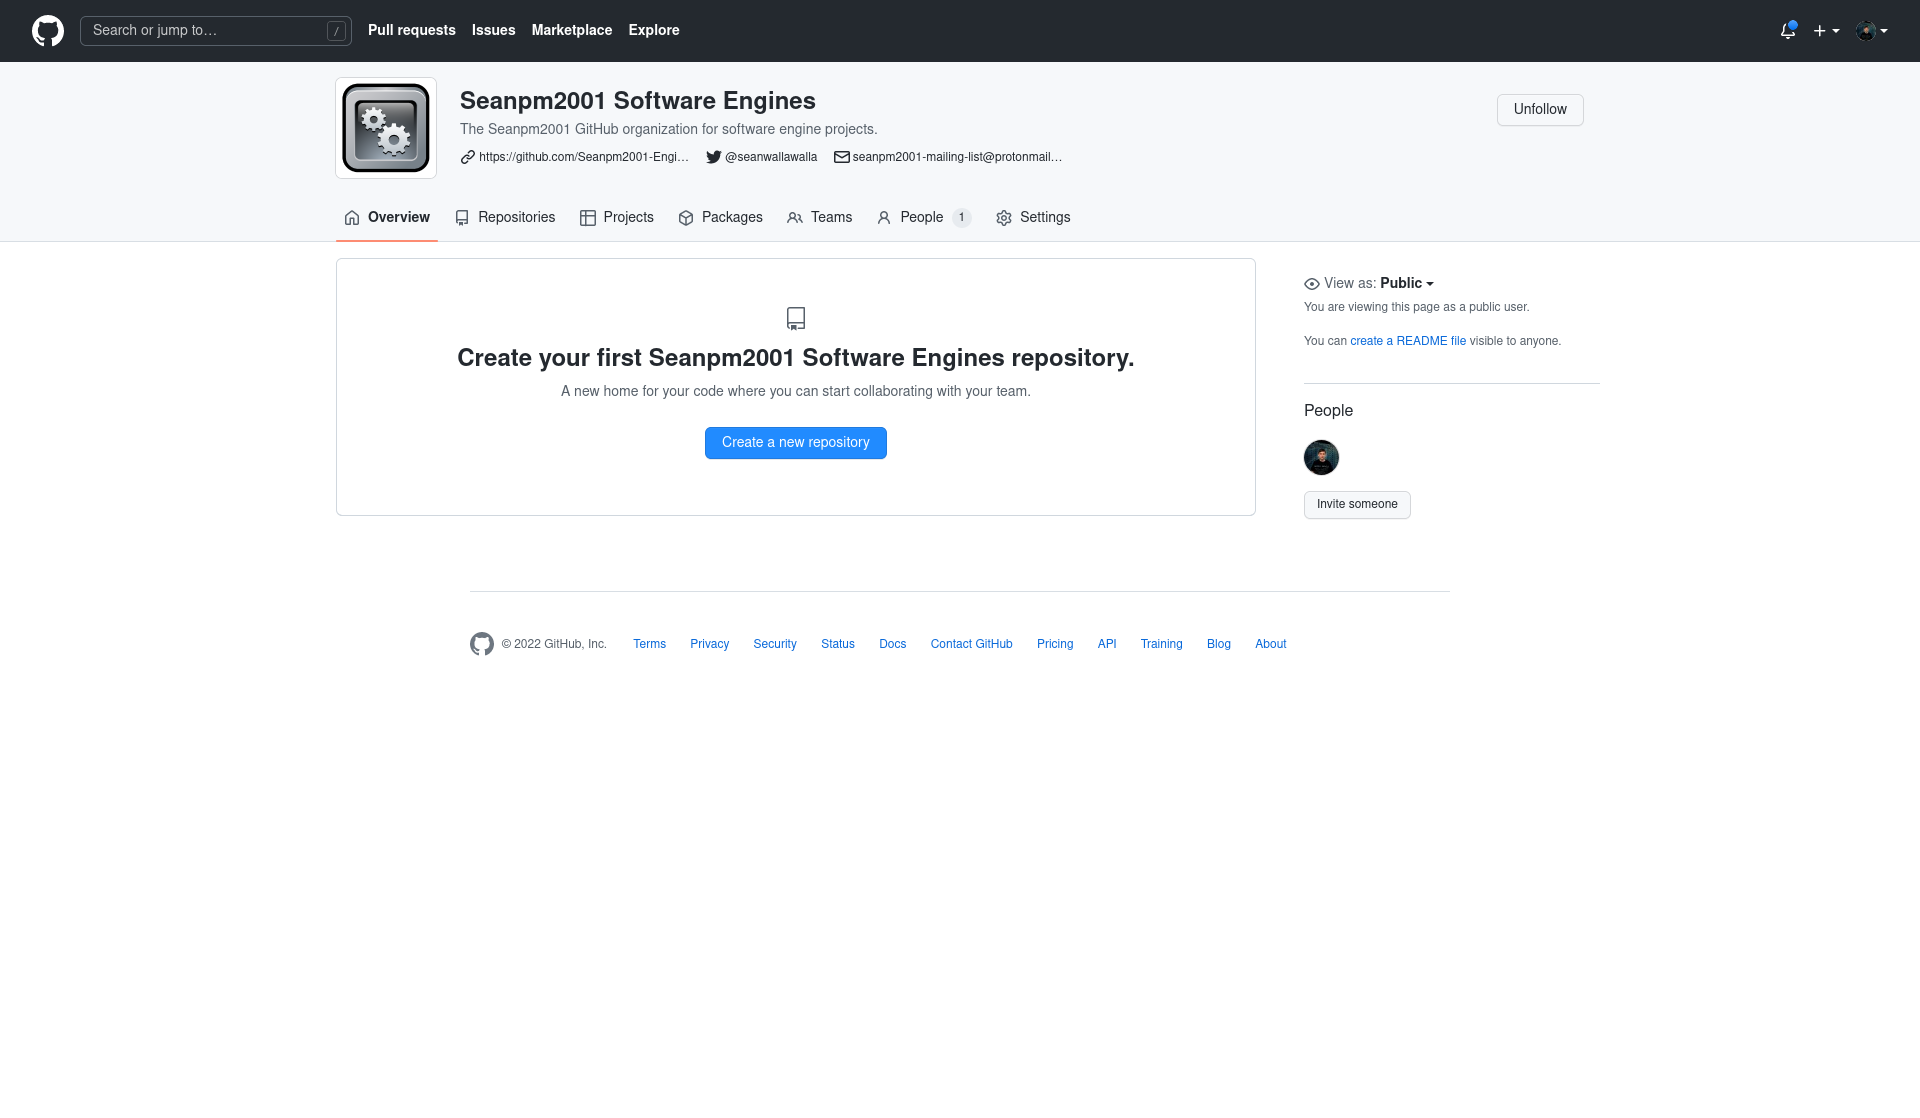 Search or jump to… /
Pull requests Issues Marketplace Explore
Seanpm2001 Software Engines
Unfollow
The Seanpm2001 GitHub organization for software engine projects.
https://github.com/Seanpm2001-Engi… @seanwallawalla seanpm2001-mailing-list@protonmail…
Overview Repositories Projects Packages Teams People 1 Settings
Create your first Seanpm2001 Software Engines repository.
A new home for your code where you can start collaborating with your team.
Create a new repository
View as: Public
You are viewing this page as a public user.
You can create a README file visible to anyone.
People
Invite someone
© 2022 GitHub, Inc. Terms Privacy Security Status Docs Contact GitHub Pricing API Training Blog About